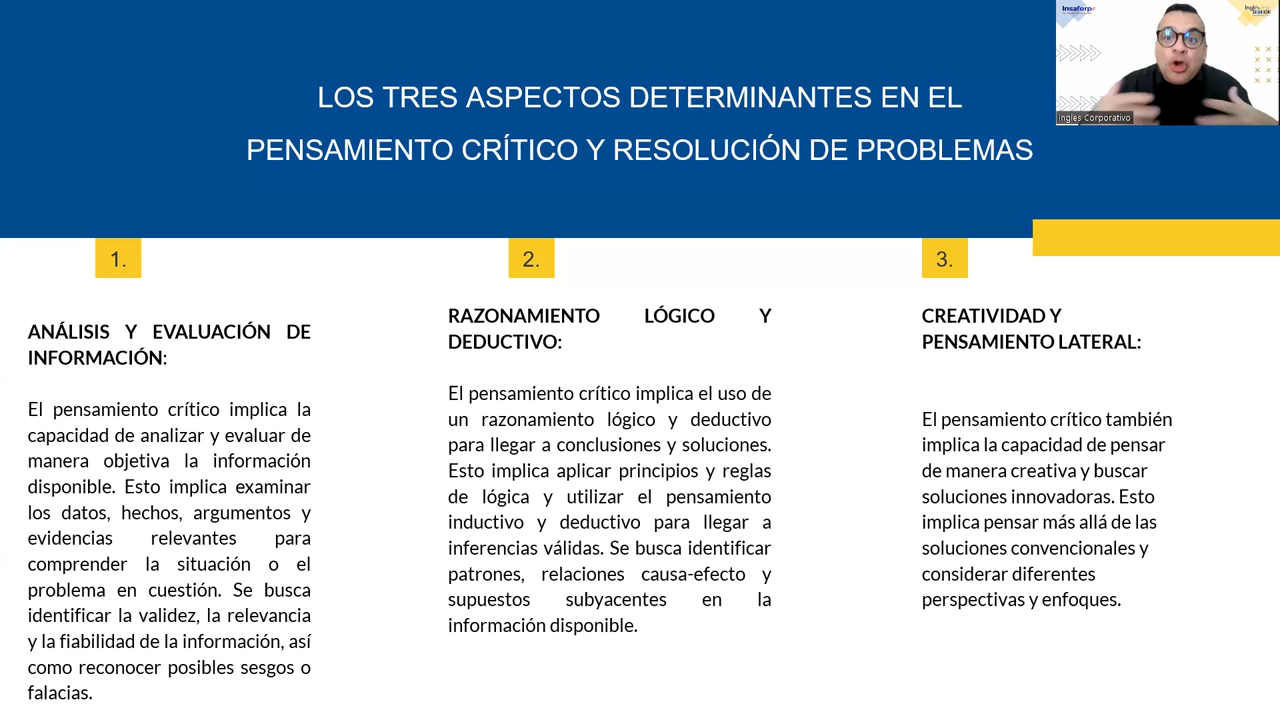 Insaforp
LOS TRES ASPECTOS DETERMINANTES EN EL
PENSAMIENTO CRÍTICO Y RESOLUCIÓN DE PROBLEMAS
Ingles Corporativo
1.
ANÁLISIS Y EVALUACIÓN DE
INFORMACIÓN:
El pensamiento crítico implica la
capacidad de analizar y evaluar de
manera objetiva la información
disponible. Esto implica examinar
los datos, hechos, argumentos y
evidencias relevantes para
comprender la situación o el
problema en cuestión. Se busca
identificar la validez, la relevancia
y la fiabilidad de la información, así
como reconocer posibles sesgos o
falacias.
2.
RAZONAMIENTO LÓGICO Y
DEDUCTIVO:
El pensamiento crítico implica el uso de
un razonamiento lógico y deductivo
para llegar a conclusiones y soluciones.
Esto implica aplicar principios y reglas
de lógica y utilizar el pensamiento
inductivo y deductivo para llegar a
inferencias válidas. Se busca identificar
patrones, relaciones causa-efecto y
supuestos subyacentes en la
información disponible.
3.
CREATIVIDAD Y
PENSAMIENTO LATERAL:
El pensamiento crítico también
implica la capacidad de pensar
de manera creativa y buscar
soluciones innovadoras. Esto
implica pensar más allá de las
soluciones convencionales y
considerar diferentes
perspectivas y enfoques.